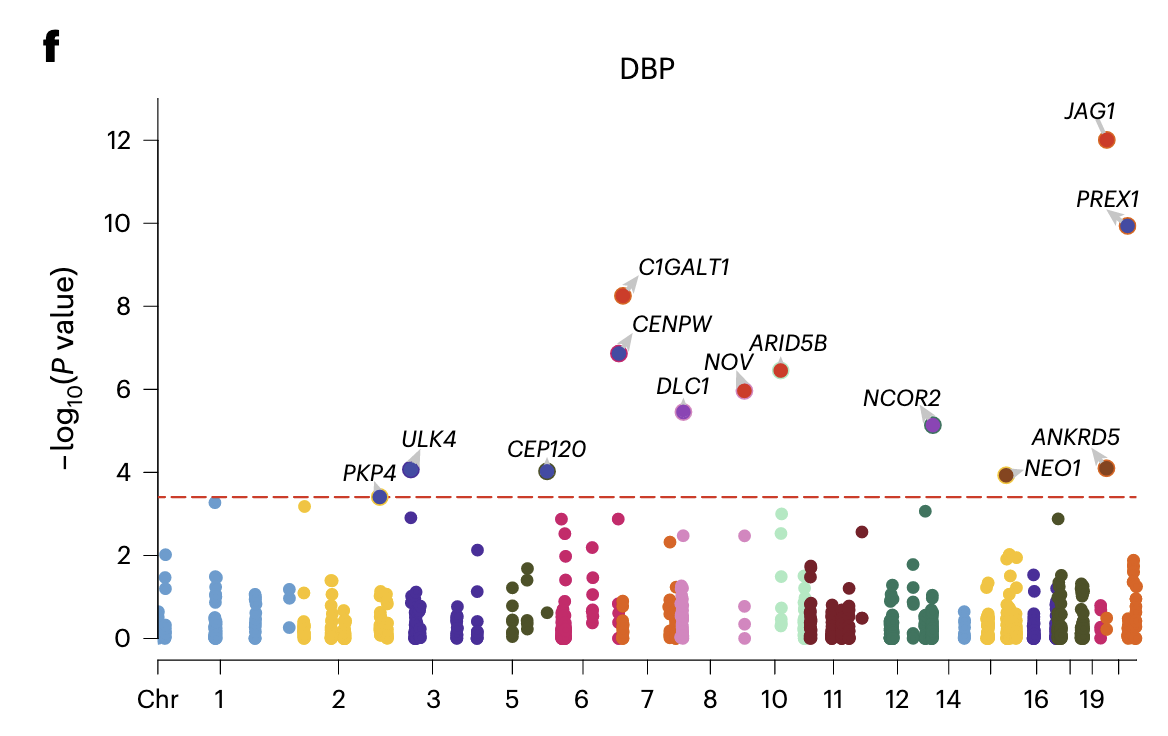 f
DBP
JAG1
12
PREX1
10
C1GALT1
8
CENPW
ARID5B
NOV
6
DLC1
NCOR2
ANKRD5
ULK4
CEP120
NEO1
PKP4
4
2
0
–log10(P value)
Chr 1 2 3 5 6 7 8 10 11 12 14 16 19